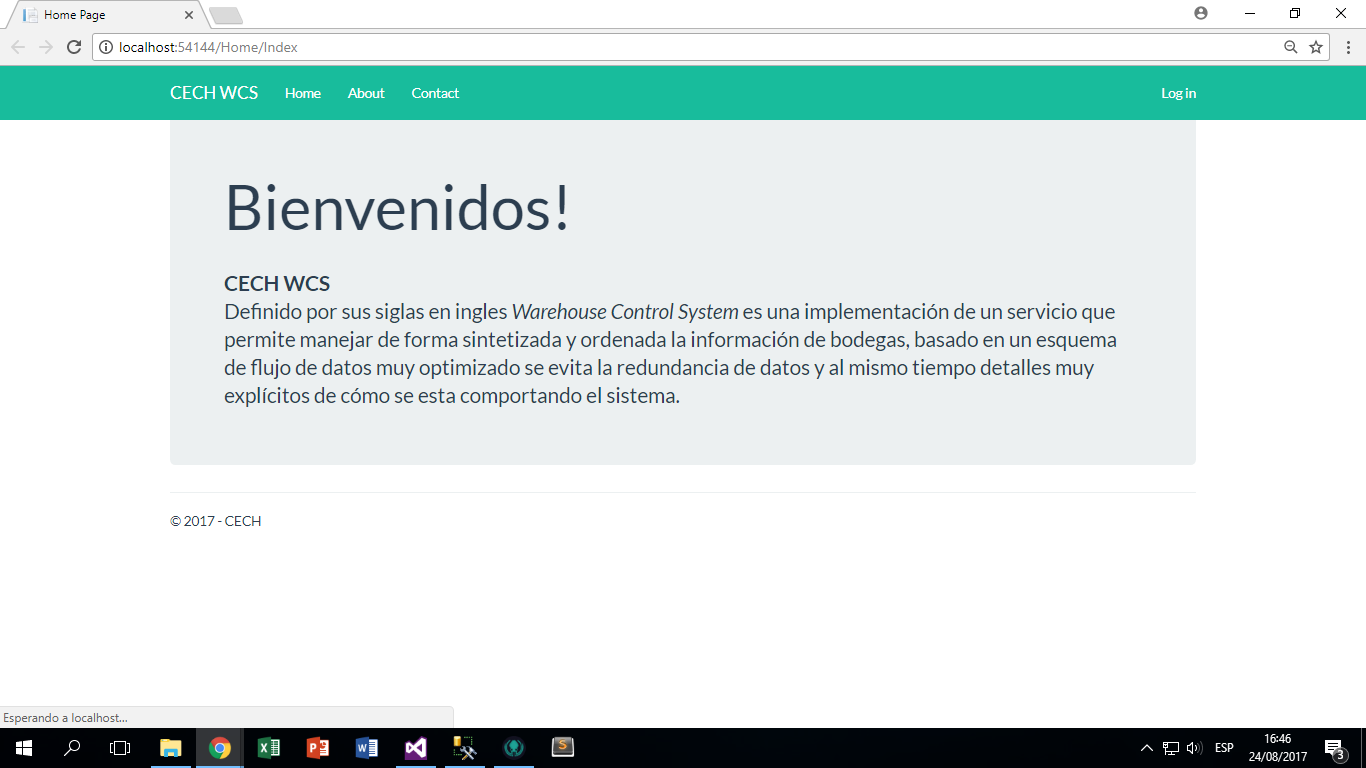 Home Page
localhost:54144/Home/Index
CECH WCS Home About Contact Log in
Bienvenidos!
CECH WCS
Definido por sus siglas en ingles Warehouse Control System es una implementación de un servicio que
permite manejar de forma sintetizada y ordenada la información de bodegas, basado en un esquema
de flujo de datos muy optimizado se evita la redundancia de datos y al mismo tiempo detalles muy
explícitos de cómo se esta comportando el sistema.
© 2017 - CECH
Esperando a localhost...
ESP
16:46
24/08/2017
3